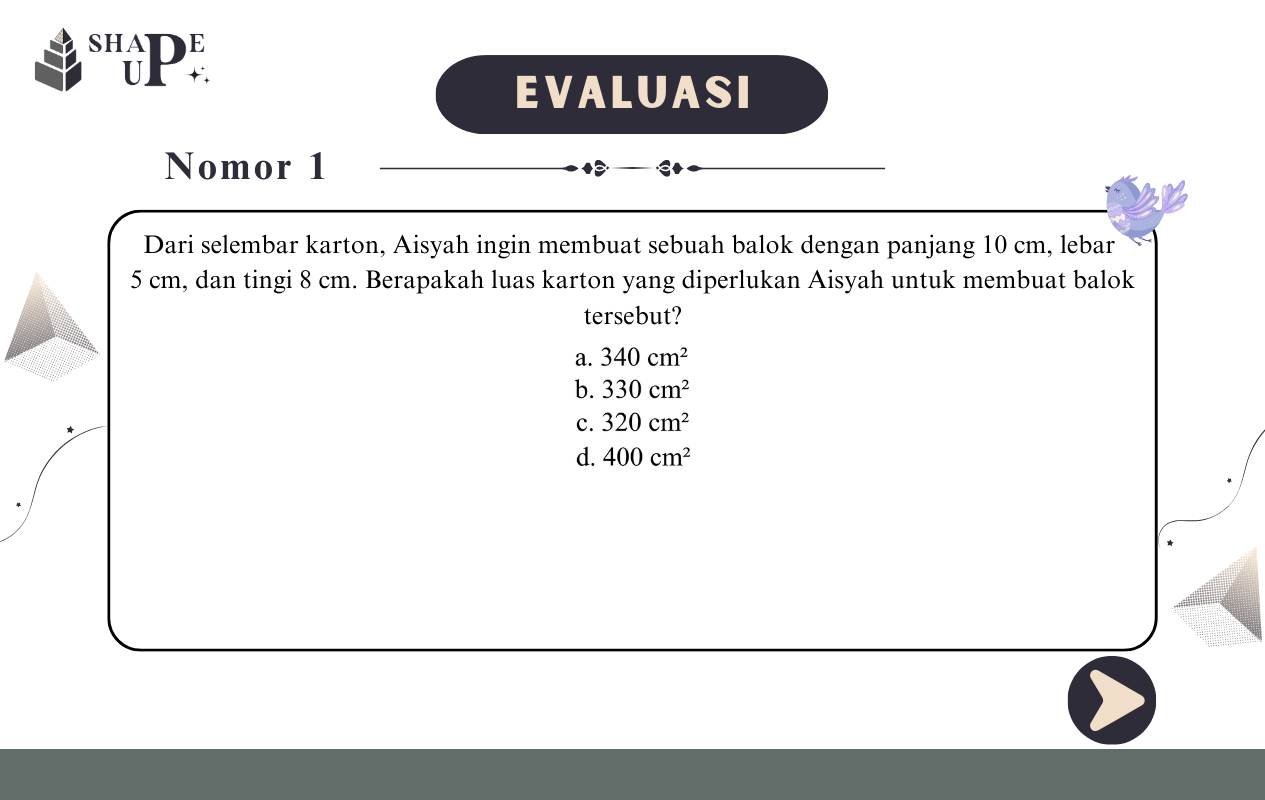 SHAPE
UP
EVALUASI
Nomor 1
Dari selembar karton, Aisyah ingin membuat sebuah balok dengan panjang 10 cm, lebar
5 cm, dan tingi 8 cm. Berapakah luas karton yang diperlukan Aisyah untuk membuat balok
tersebut?
a. 340 cm²
b. 330 cm²
c. 320 cm²
d. 400 cm²